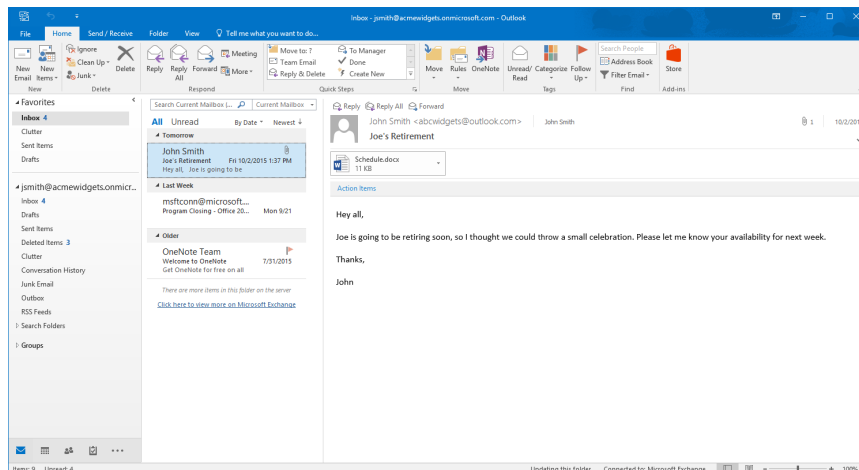 Inbox - jsmith@acmewidgets.onmicrosoft.com - Outlook
File Home Send / Receive Folder View Tell me what you want to do...
New Email
New Items
Ignore
Clean Up
Junk
Delete
Reply
Reply All
Forward
Meeting
More
Move to: ?
Team Email
Reply & Delete
To Manager
Done
Create New
Move
Rules
OneNote
Unread/ Read
Categorize
Follow Up
Search People
Address Book
Filter Email
Store
New Delete Respond Quick Steps Move Tags Find Add-ins
Favorites
Inbox 4
Clutter
Sent Items
Drafts
jsmith@acmewidgets.onmicr...
Inbox 4
Drafts
Sent Items
Deleted Items 3
Clutter
Conversation History
Junk Email
Outbox
RSS Feeds
Search Folders
Groups
Search Current Mailbox (... Current Mailbox
All Unread By Date Newest ↓
Tomorrow
John Smith
Joe's Retirement Fri 10/2/2015 1:37 PM
Hey all, Joe is going to be
Last Week
msftconn@microsoft....
Program Closing - Office 20... Mon 9/21
Older
OneNote Team
Welcome to OneNote 7/31/2015
Get OneNote for free on all
There are more items in this folder on the server
Click here to view more on Microsoft Exchange
Reply Reply All Forward
John Smith <abcwidgets@outlook.com> John Smith 1 10/2/201
Joe's Retirement
Schedule.docx
11 KB
Action Items
Hey all,
Joe is going to be retiring soon, so I thought we could throw a small celebration. Please let me know your availability for next week.
Thanks,
John
Items: 9 Unread: 4 Updating this folder. Connected to: Microsoft Exchange 100%